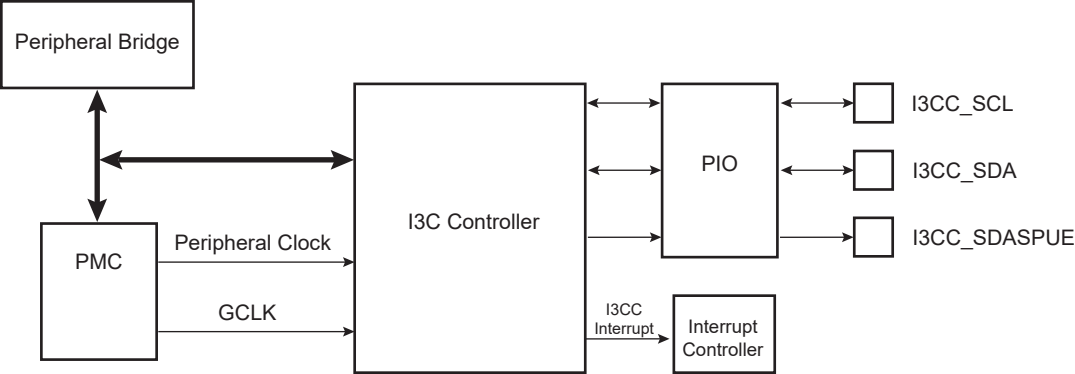 Peripheral Bridge
I3CC_SCL
PIO
I3CC_SDA
I3C Controller
Peripheral Clock
I3CC_SDASPUE
PMC
GCLK
I3CC
Interrupt
Interrupt
Controller